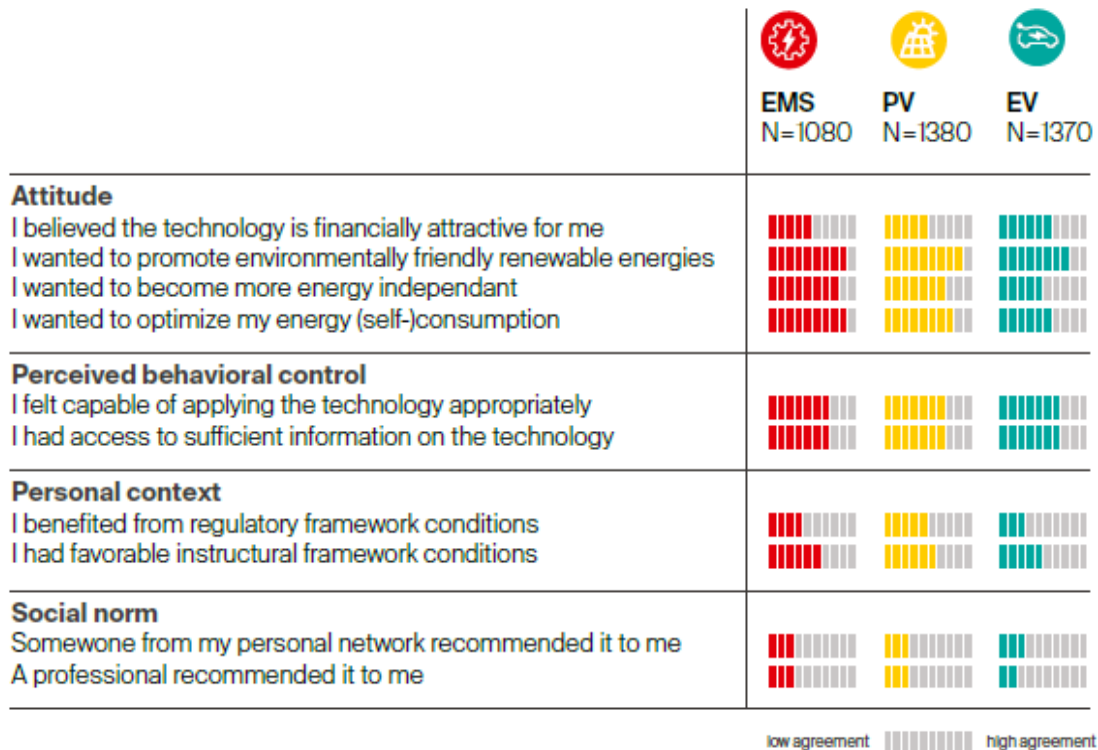 EMS PV EV
N=1080 N=1380 N=1370
Attitude
I believed the technology is financially attractive for me
I wanted to promote environmentally friendly renewable energies
I wanted to become more energy independant
I wanted to optimize my energy (self-)consumption
Perceived behavioral control
I felt capable of applying the technology appropriately
I had access to sufficient information on the technology
Personal context
I benefited from regulatory framework conditions
I had favorable instructural framework conditions
Social norm
Somewone from my personal network recommended it to me
A professional recommended it to me
low agreement high agreement